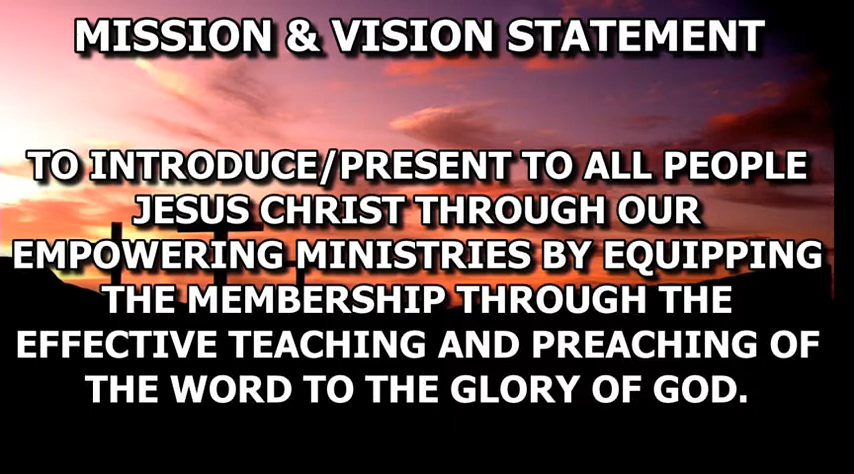 MISSION & VISION STATEMENT
TO INTRODUCE/PRESENT TO ALL PEOPLE
JESUS CHRIST THROUGH OUR
EMPOWERING MINISTRIES BY EQUIPPING
THE MEMBERSHIP THROUGH THE
EFFECTIVE TEACHING AND PREACHING OF
THE WORD TO THE GLORY OF GOD.